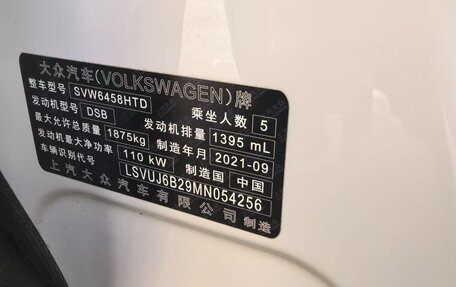 大众汽车(VOLKSWAGEN)牌
整车型号 SVW6458HTD 乘坐人数 5
发动机型号 DSB 发动机排量 1395 mL
最大允许总质量 1875kg 制造年月 2021-09
发动机最大净功率 110 kW 制造国 中国
车辆识别代号 LSVUJ6B29MN054256
上汽大众汽车有限公司制造